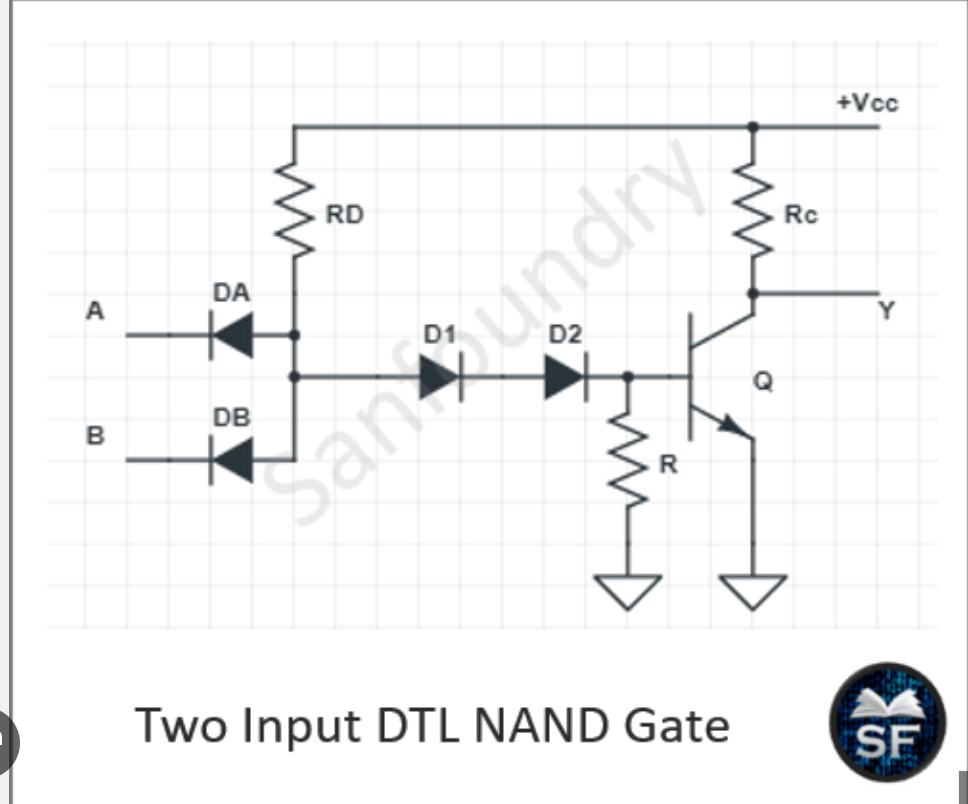 +Vcc
RD
Rc
DA
A
Y
D1
D2
Q
DB
B
R
Sanfoundry
Two Input DTL NAND Gate
SF